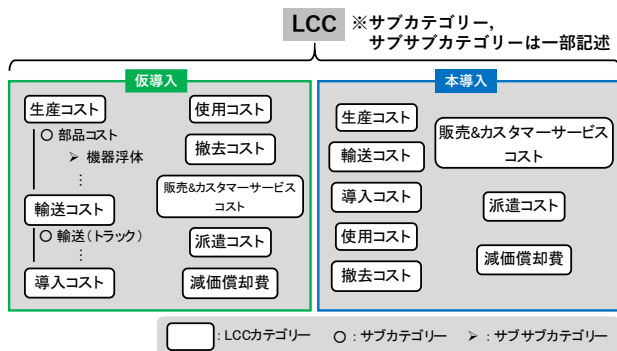 LCC ※サブカテゴリー,
サブサブカテゴリーは一部記述
仮導入
生産コスト
○ 部品コスト
➢ 機器浮体
⋮
輸送コスト
○ 輸送(トラック)
⋮
導入コスト
使用コスト
撤去コスト
販売&カスタマーサービス
コスト
派遣コスト
減価償却費
本導入
生産コスト
輸送コスト
導入コスト
使用コスト
撤去コスト
販売&カスタマーサービス
コスト
派遣コスト
減価償却費
: LCCカテゴリー ○ : サブカテゴリー ➢ : サブサブカテゴリー